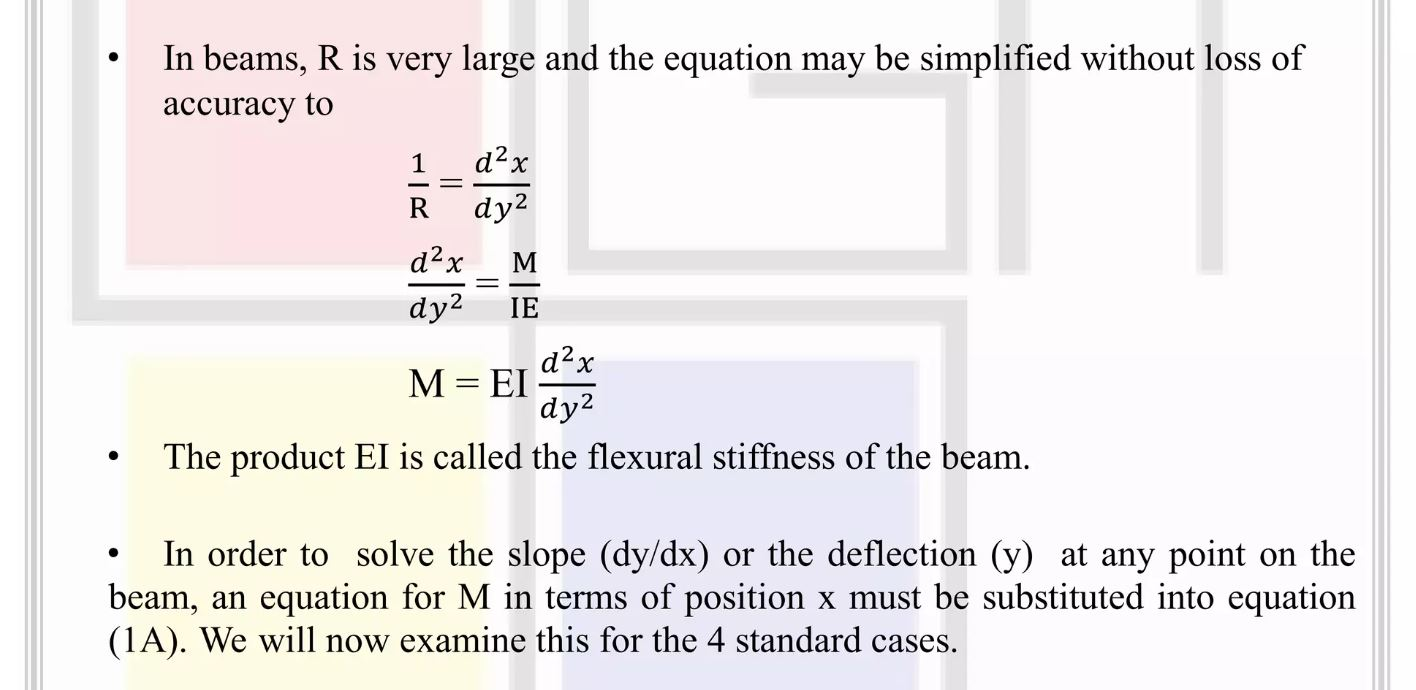 • In beams, R is very large and the equation may be simplified without loss of
accuracy to
1/R = d²x/dy²
d²x/dy² = M/IE
M = EI d²x/dy²
• The product EI is called the flexural stiffness of the beam.
• In order to solve the slope (dy/dx) or the deflection (y) at any point on the
beam, an equation for M in terms of position x must be substituted into equation
(1A). We will now examine this for the 4 standard cases.